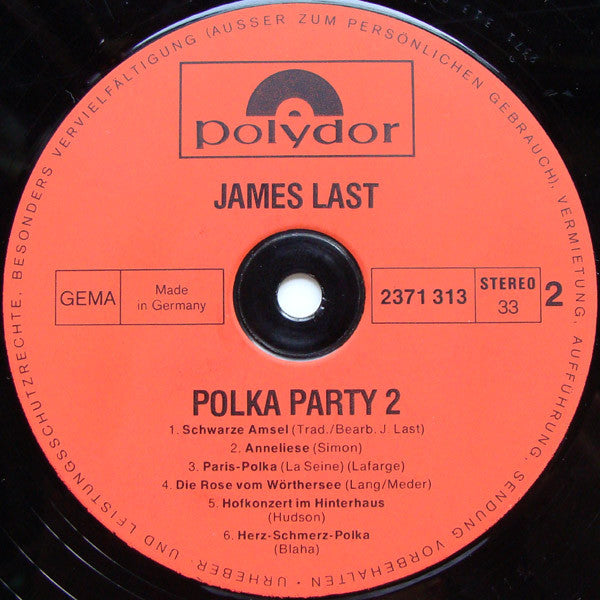 polydor
JAMES LAST
GEMA
Made
in Germany
2371 313
STEREO
33
2
POLKA PARTY 2
1. Schwarze Amsel (Trad./Bearb. J. Last)
2. Anneliese (Simon)
3. Paris-Polka (La Seine) (Lafarge)
4. Die Rose vom Wörthersee (Lang/Meder)
5. Hofkonzert im Hinterhaus
(Hudson)
6. Herz-Schmerz-Polka
(Blaha)
URHEBER- UND LEISTUNGSSCHUTZRECHTE, BESONDERS VERVIELFÄLTIGUNG (AUSSER ZUM PERSÖNLICHEN GEBRAUCH), VERMIETUNG, AUFFÜHRUNG, SENDUNG VORBEHALTEN •